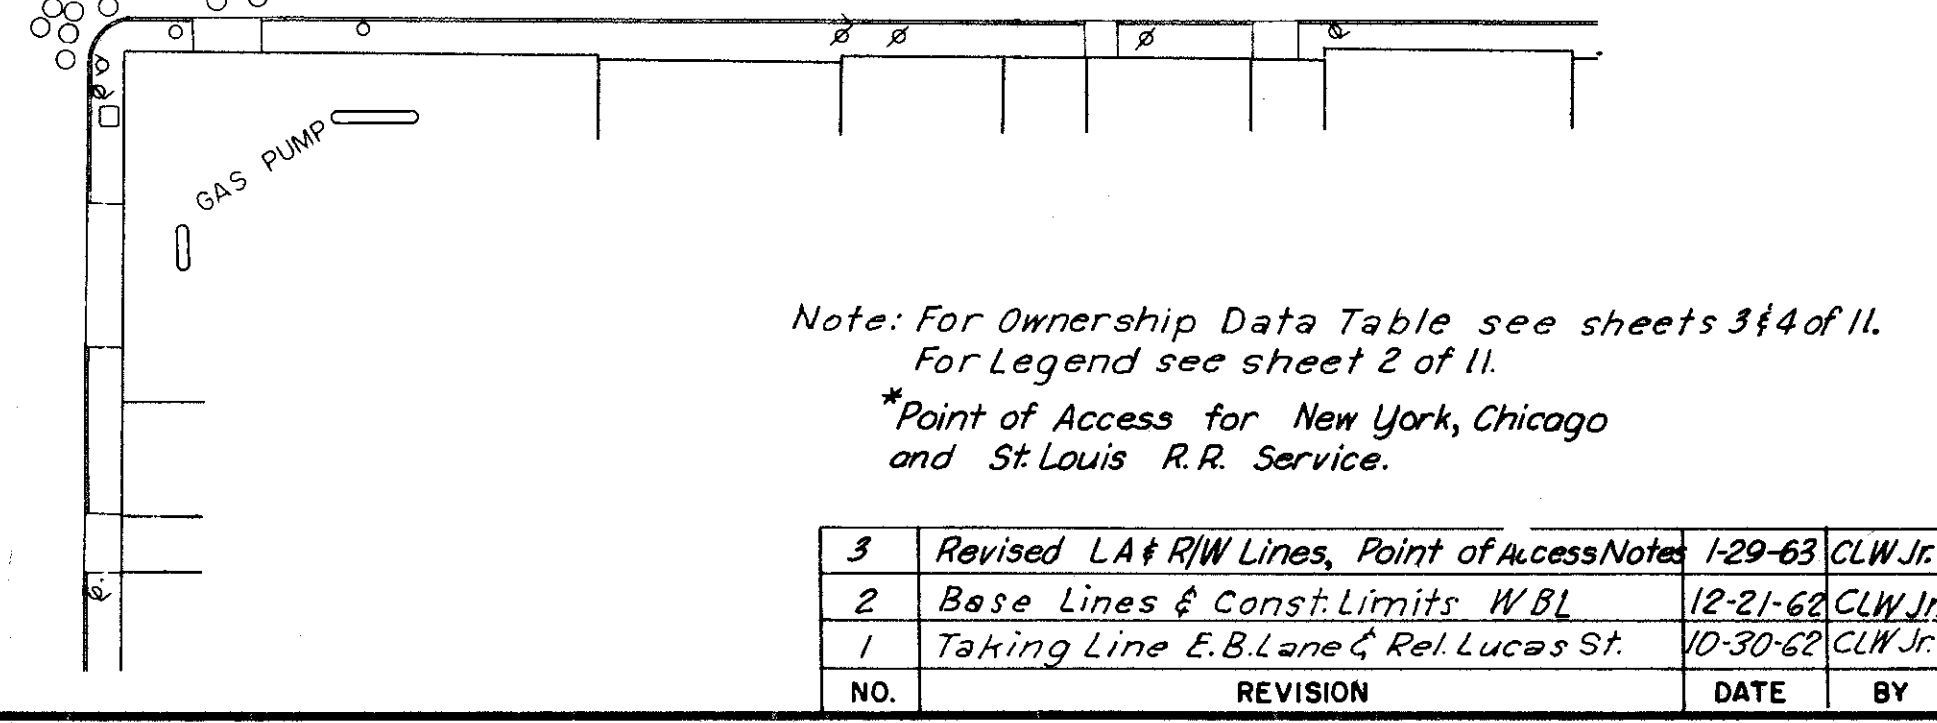 GAS PUMP
Note: For Ownership Data Table see sheets 3 & 4 of 11.
For Legend see sheet 2 of 11.
*Point of Access for New York, Chicago
and St. Louis R.R. Service.
3 Revised LA & R/W Lines, Point of Access Notes 1-29-63 CLW Jr.
2 Base Lines & Const. Limits WBL 12-21-62 CLW Jr.
1 Taking Line E.B. Lane & Rel. Lucas St. 10-30-62 CLW Jr.
NO. REVISION DATE BY